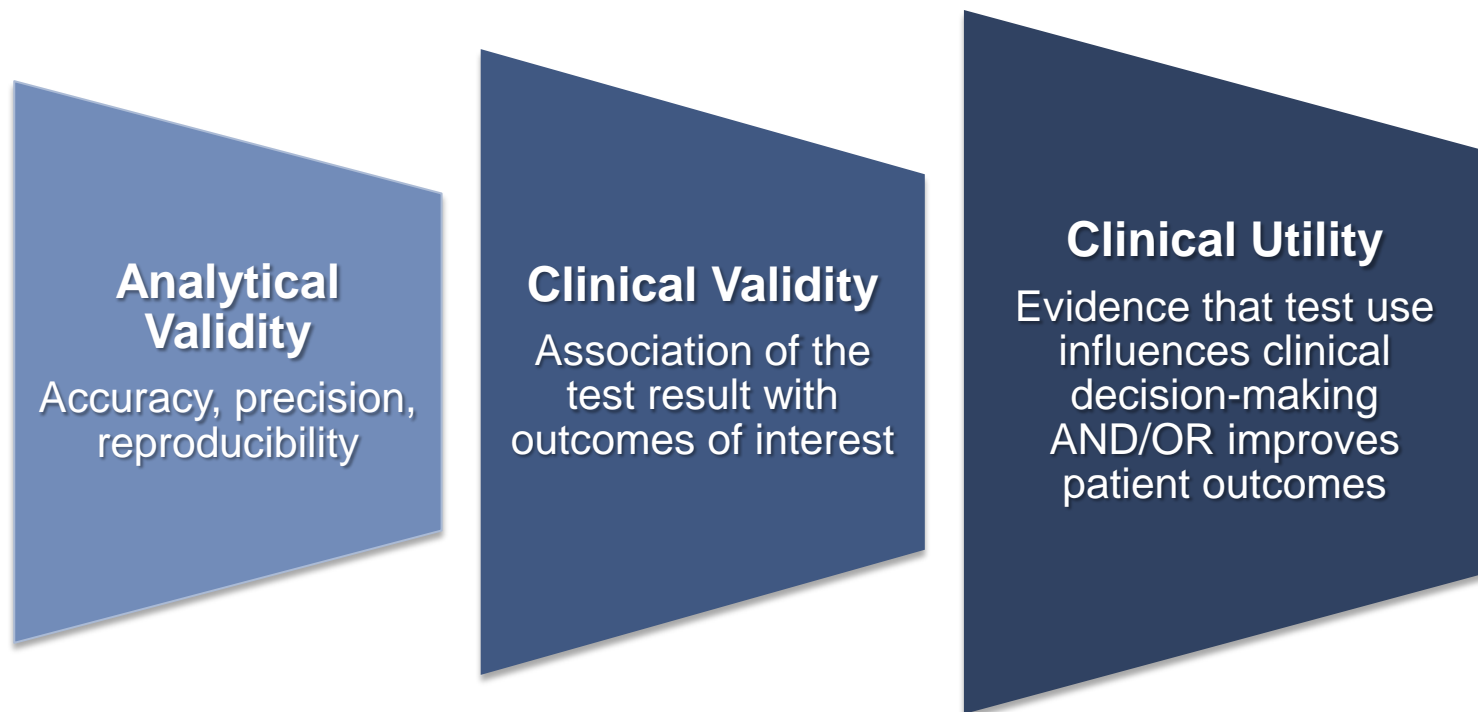 Analytical
Validity
Accuracy, precision,
reproducibility
Clinical Validity
Association of the
test result with
outcomes of interest
Clinical Utility
Evidence that test use
influences clinical
decision-making
AND/OR improves
patient outcomes